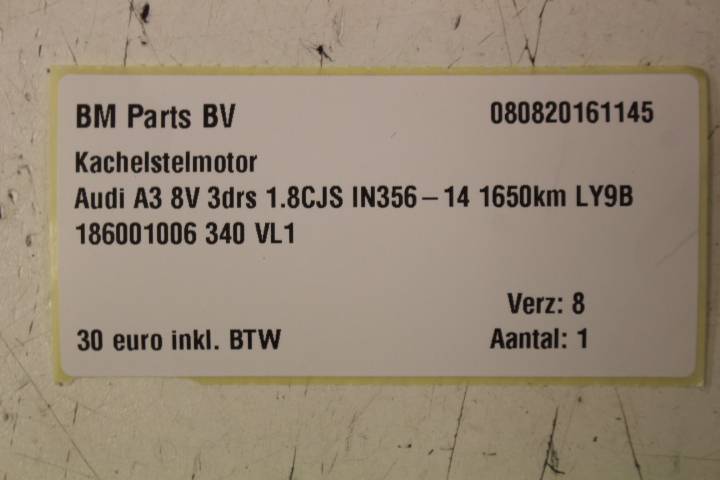 BM Parts BV 080820161145
Kachelstelmotor
Audi A3 8V 3drs 1.8CJS IN356-14 1650km LY9B
186001006 340 VL1
Verz: 8
30 euro inkl. BTW Aantal: 1